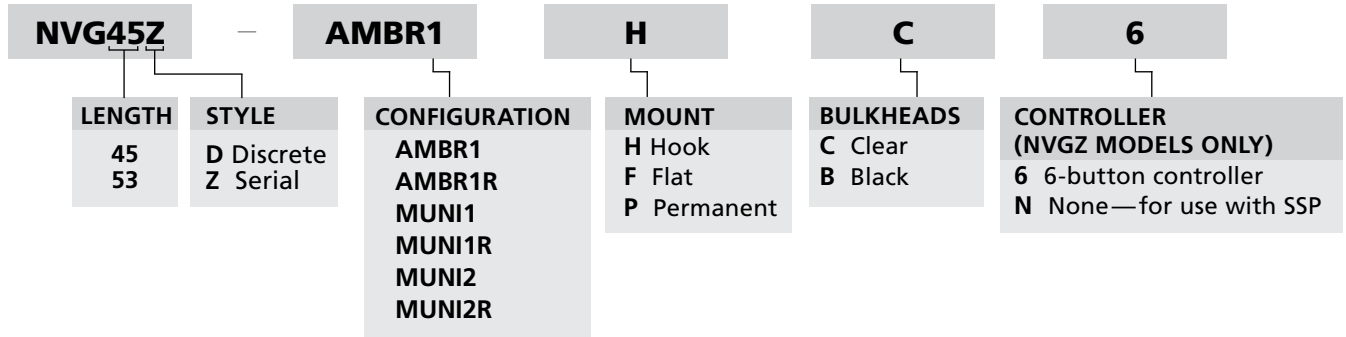 NVG45Z – AMBR1 H C 6
LENGTH
45
53
STYLE
D Discrete
Z Serial
CONFIGURATION
AMBR1
AMBR1R
MUNI1
MUNI1R
MUNI2
MUNI2R
MOUNT
H Hook
F Flat
P Permanent
BULKHEADS
C Clear
B Black
CONTROLLER
(NVGZ MODELS ONLY)
6 6-button controller
N None—for use with SSP